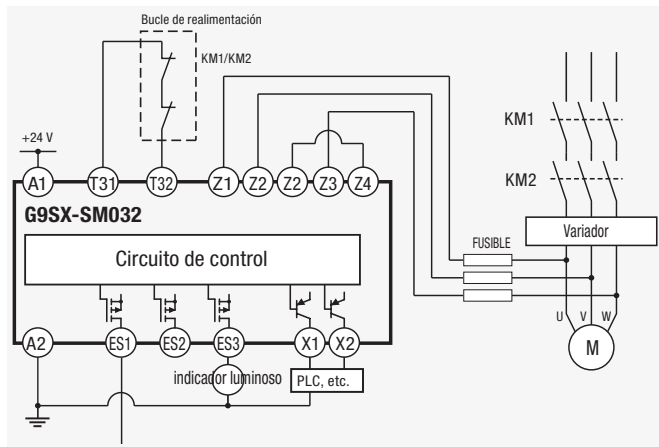 Bucle de realimentación
KM1/KM2
+24 V
A1
T31
T32
Z1
Z2
Z2
Z3
Z4
KM1
KM2
G9SX-SM032
Circuito de control
Variador
FUSIBLE
U
V
W
M
A2
ES1
ES2
ES3
X1
X2
indicador luminoso
PLC, etc.